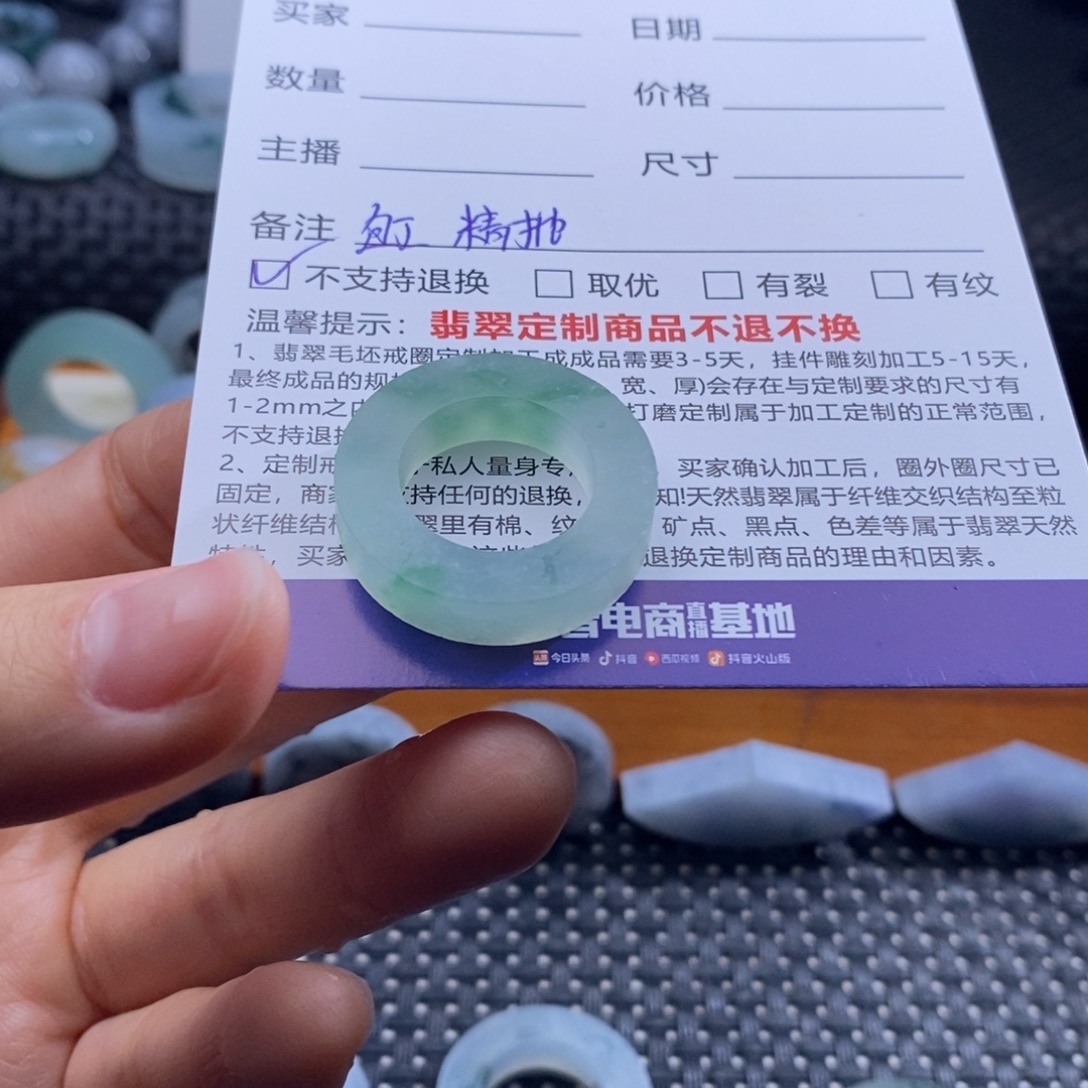 买家 日期
数量 价格
主播 尺寸
备注 精抛
不支持退换 取优 有裂 有纹
温馨提示：翡翠定制商品不退不换
1、翡翠毛坯戒圈定制加工成成品需要3-5天，挂件雕刻加工5-15天，
最终成品的规 宽、厚)会存在与定制要求的尺寸有
1-2mm之 打磨定制属于加工定制的正常范围，
不支持退换
2、定制戒 私人量身专 买家确认加工后，圈外圈尺寸已
固定，商家 支持任何的退换， 知!天然翡翠属于纤维交织结构至粒
状纤维结构 翠里有棉、纹 矿点、黑点、色差等属于翡翠天然
特性，买家 这些 退换定制商品的理由和因素。
电商直播基地
头条 今日头条 抖音 西瓜视频 抖音火山版